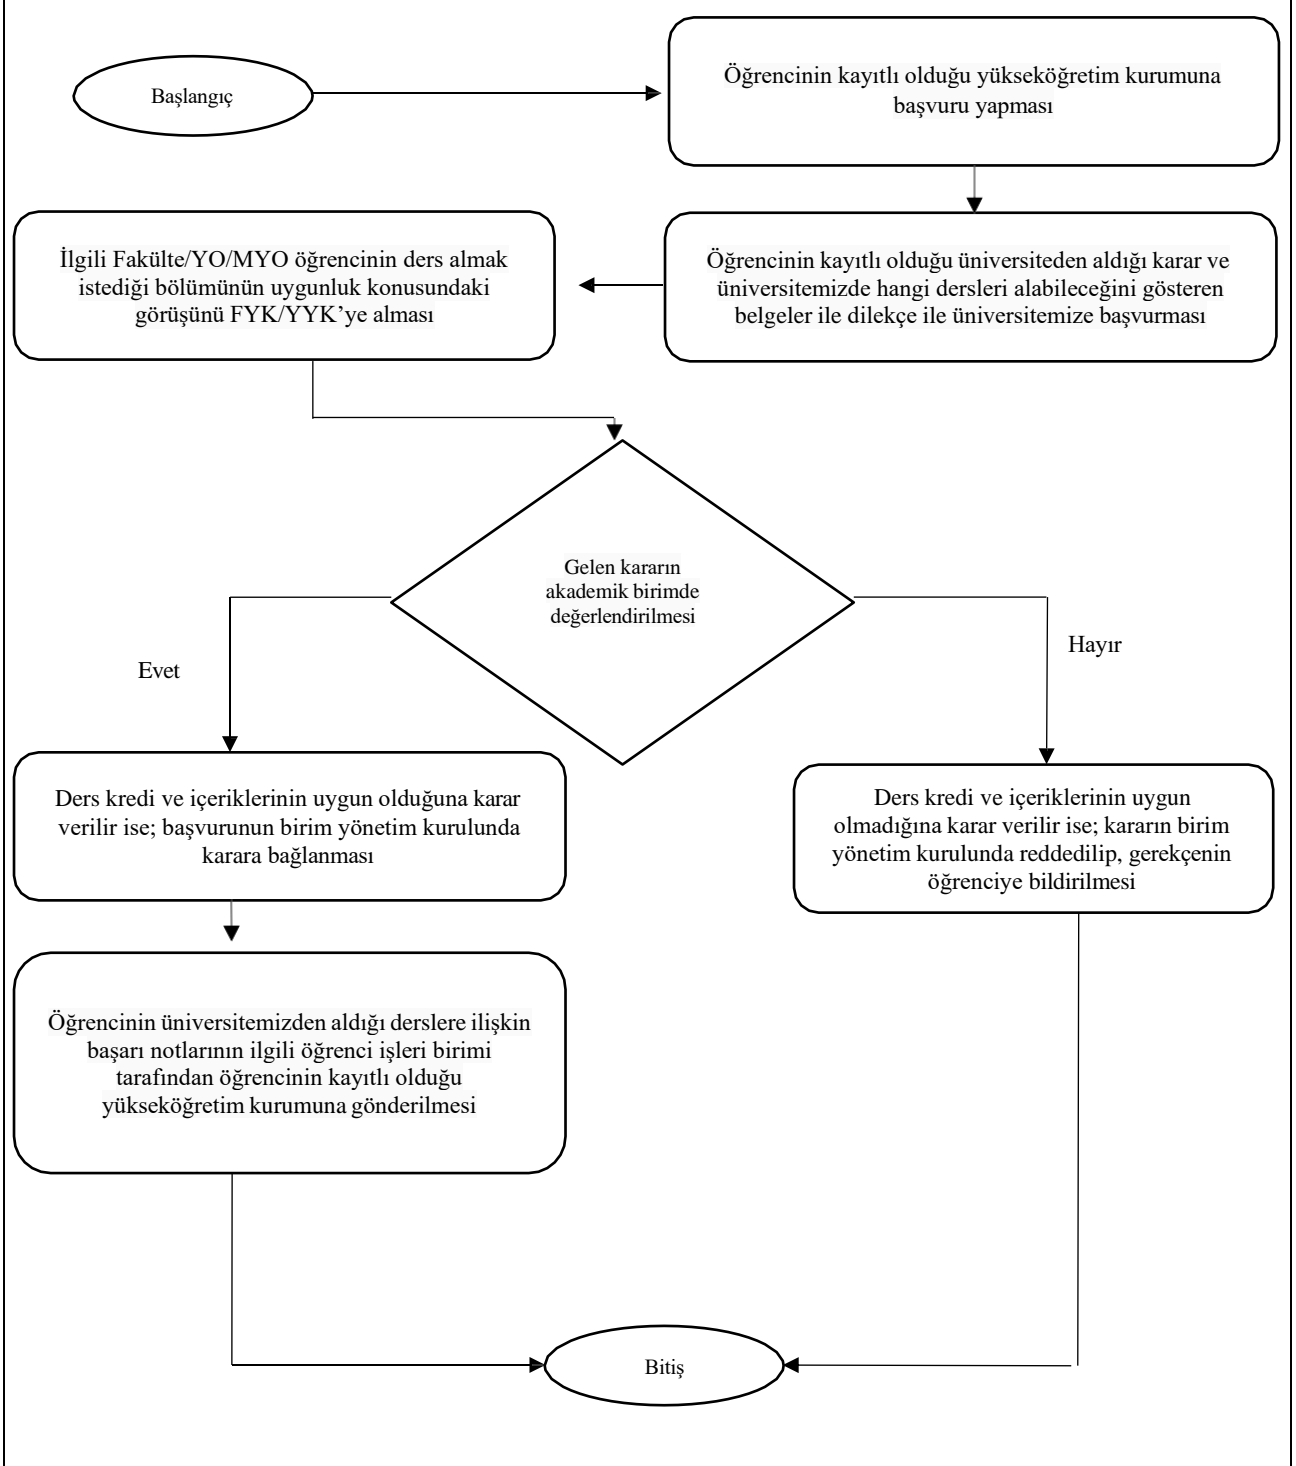 Başlangıç
Öğrencinin kayıtlı olduğu yükseköğretim kurumuna
başvuru yapması
Öğrencinin kayıtlı olduğu üniversiteden aldığı karar ve
üniversitemizde hangi dersleri alabileceğini gösteren
belgeler ile dilekçe ile üniversitemize başvurması
İlgili Fakülte/YO/MYO öğrencinin ders almak
istediği bölümünün uygunluk konusundaki
görüşünü FYK/YYK’ye alması
Gelen kararın
akademik birimde
değerlendirilmesi
Evet
Hayır
Ders kredi ve içeriklerinin uygun olduğuna karar
verilir ise; başvurunun birim yönetim kurulunda
karara bağlanması
Ders kredi ve içeriklerinin uygun
olmadığına karar verilir ise; kararın birim
yönetim kurulunda reddedilip, gerekçenin
öğrenciye bildirilmesi
Öğrencinin üniversitemizden aldığı derslere ilişkin
başarı notlarının ilgili öğrenci işleri birimi
tarafından öğrencinin kayıtlı olduğu
yükseköğretim kurumuna gönderilmesi
Bitiş